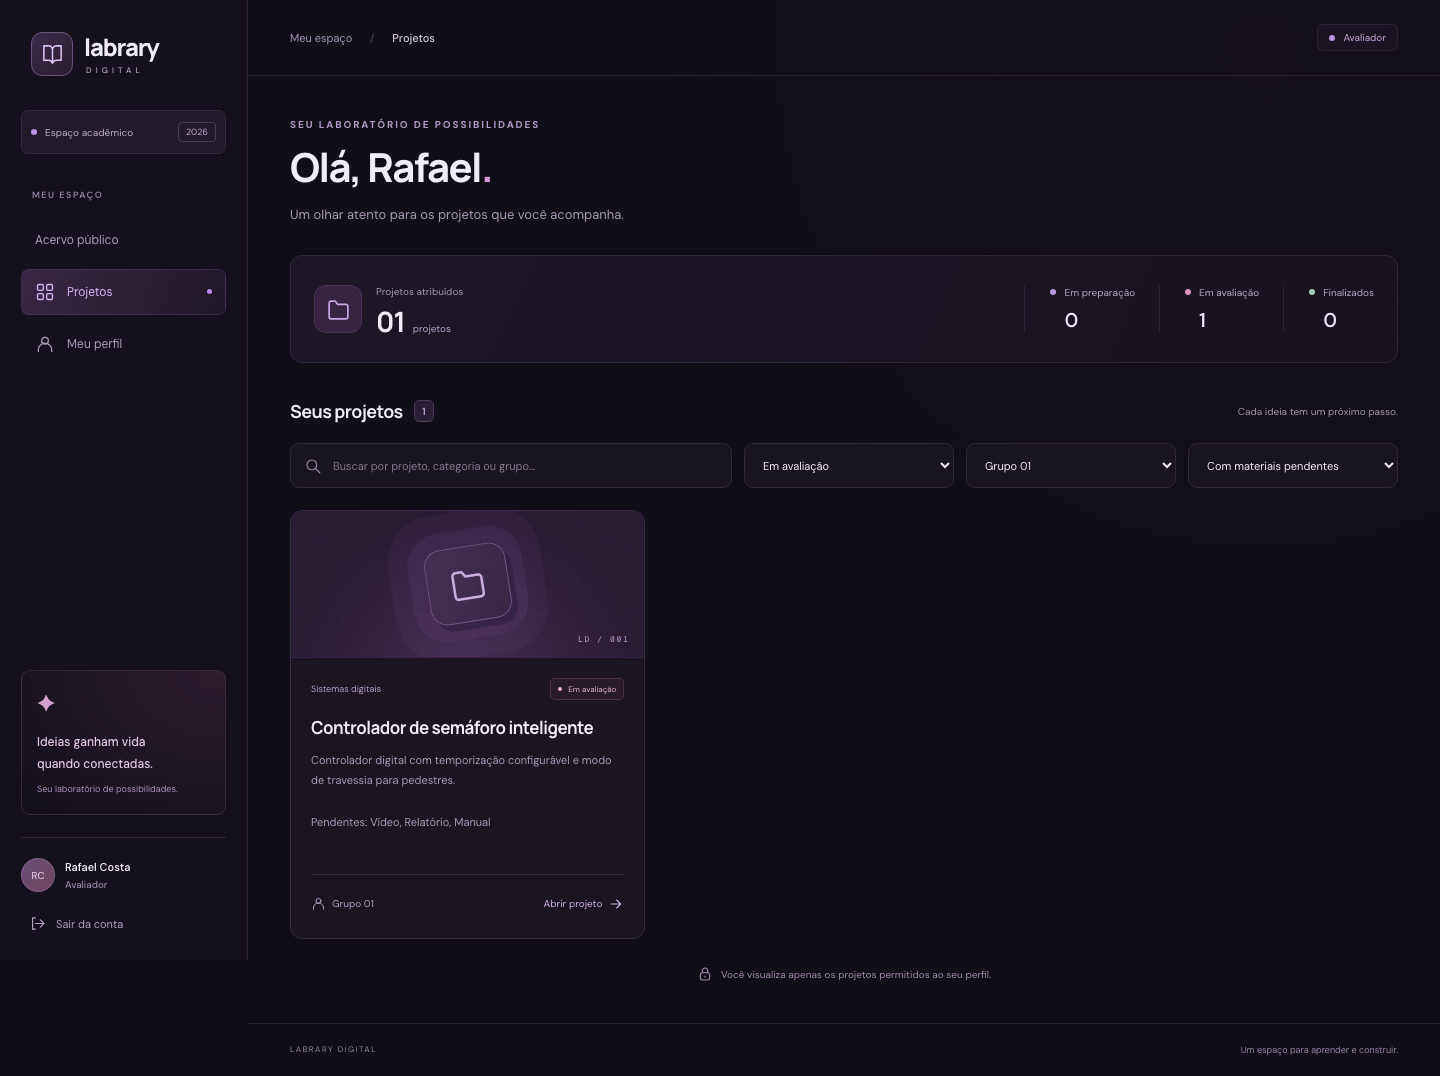 labrary
DIGITAL
Espaço acadêmico
2026
MEU ESPAÇO
Acervo público
Projetos
Meu perfil
Ideias ganham vida
quando conectadas.
Seu laboratório de possibilidades.
RC
Rafael Costa
Avaliador
Sair da conta
Meu espaço / Projetos
Avaliador
SEU LABORATÓRIO DE POSSIBILIDADES
Olá, Rafael.
Um olhar atento para os projetos que você acompanha.
Projetos atribuídos
01 projetos
Em preparação
0
Em avaliação
1
Finalizados
0
Seus projetos 1
Cada ideia tem um próximo passo.
Buscar por projeto, categoria ou grupo...
Em avaliação
Grupo 01
Com materiais pendentes
LD / 001
Sistemas digitais
Em avaliação
Controlador de semáforo inteligente
Controlador digital com temporização configurável e modo
de travessia para pedestres.
Pendentes: Vídeo, Relatório, Manual
Grupo 01
Abrir projeto
Você visualiza apenas os projetos permitidos ao seu perfil.
LABRARY DIGITAL
Um espaço para aprender e construir.